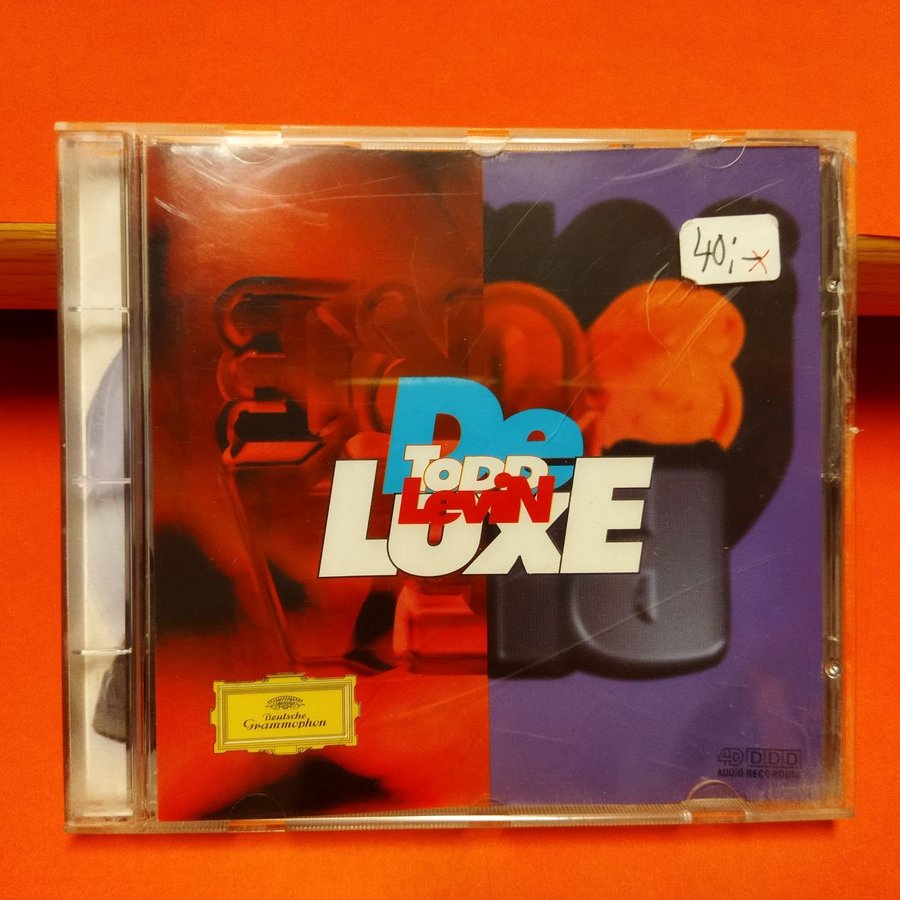 40,-x
De
TODD
LeviN
LUXE
Deutsche
Grammophon
4D DDD
AUDIO RECORDING